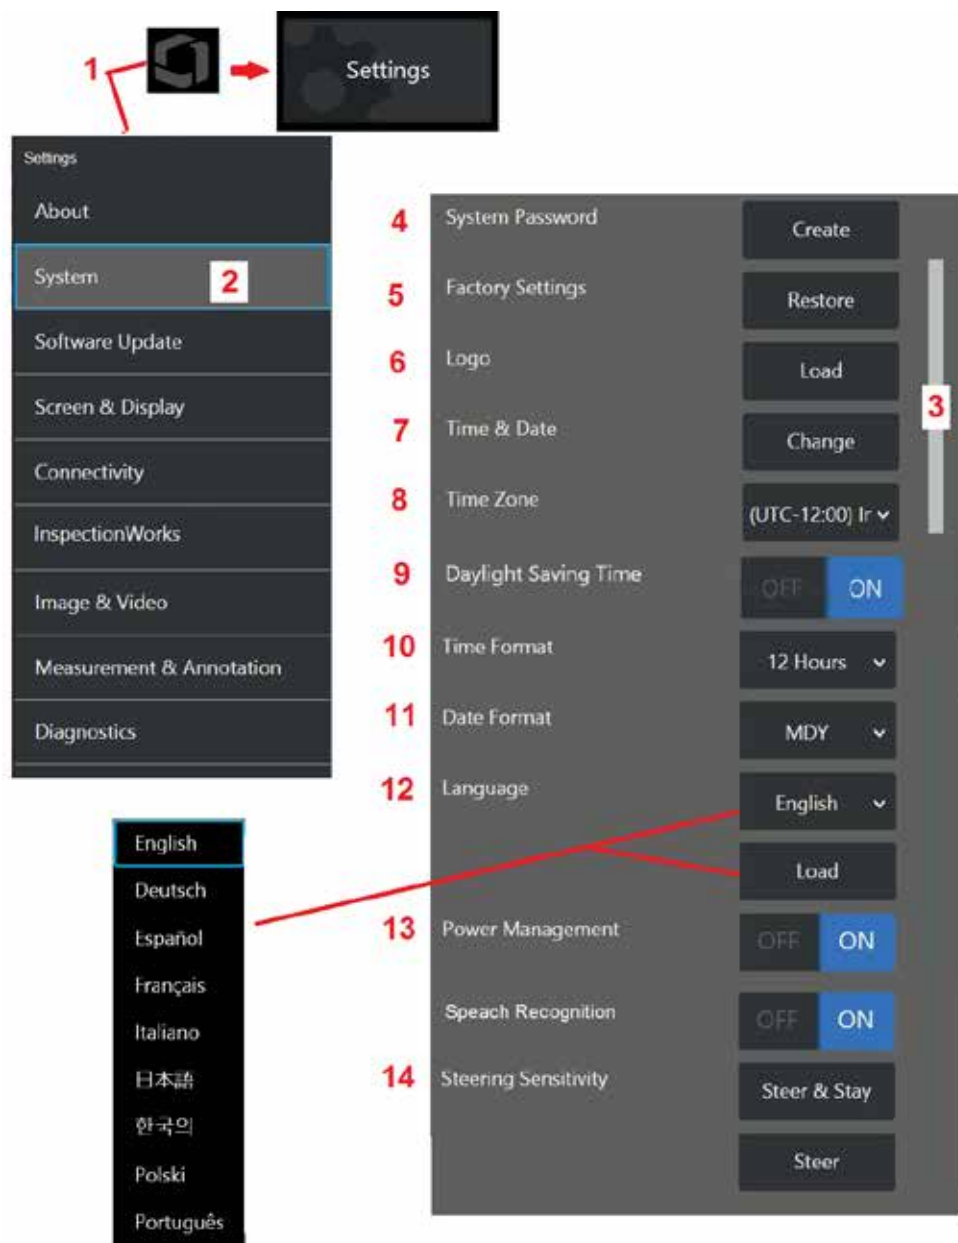 1
Settings
Settings
About
System 2
Software Update
Screen & Display
Connectivity
InspectionWorks
Image & Video
Measurement & Annotation
Diagnostics
4 System Password Create
5 Factory Settings Restore
6 Logo Load
3
7 Time & Date Change
8 Time Zone (UTC-12:00) Ir
9 Daylight Saving Time OFF ON
10 Time Format 12 Hours
11 Date Format MDY
12 Language English
Load
13 Power Management OFF ON
Speach Recognition OFF ON
14 Steering Sensitivity Steer & Stay
Steer
English
Deutsch
Español
Français
Italiano
日本語
한국의
Polski
Português